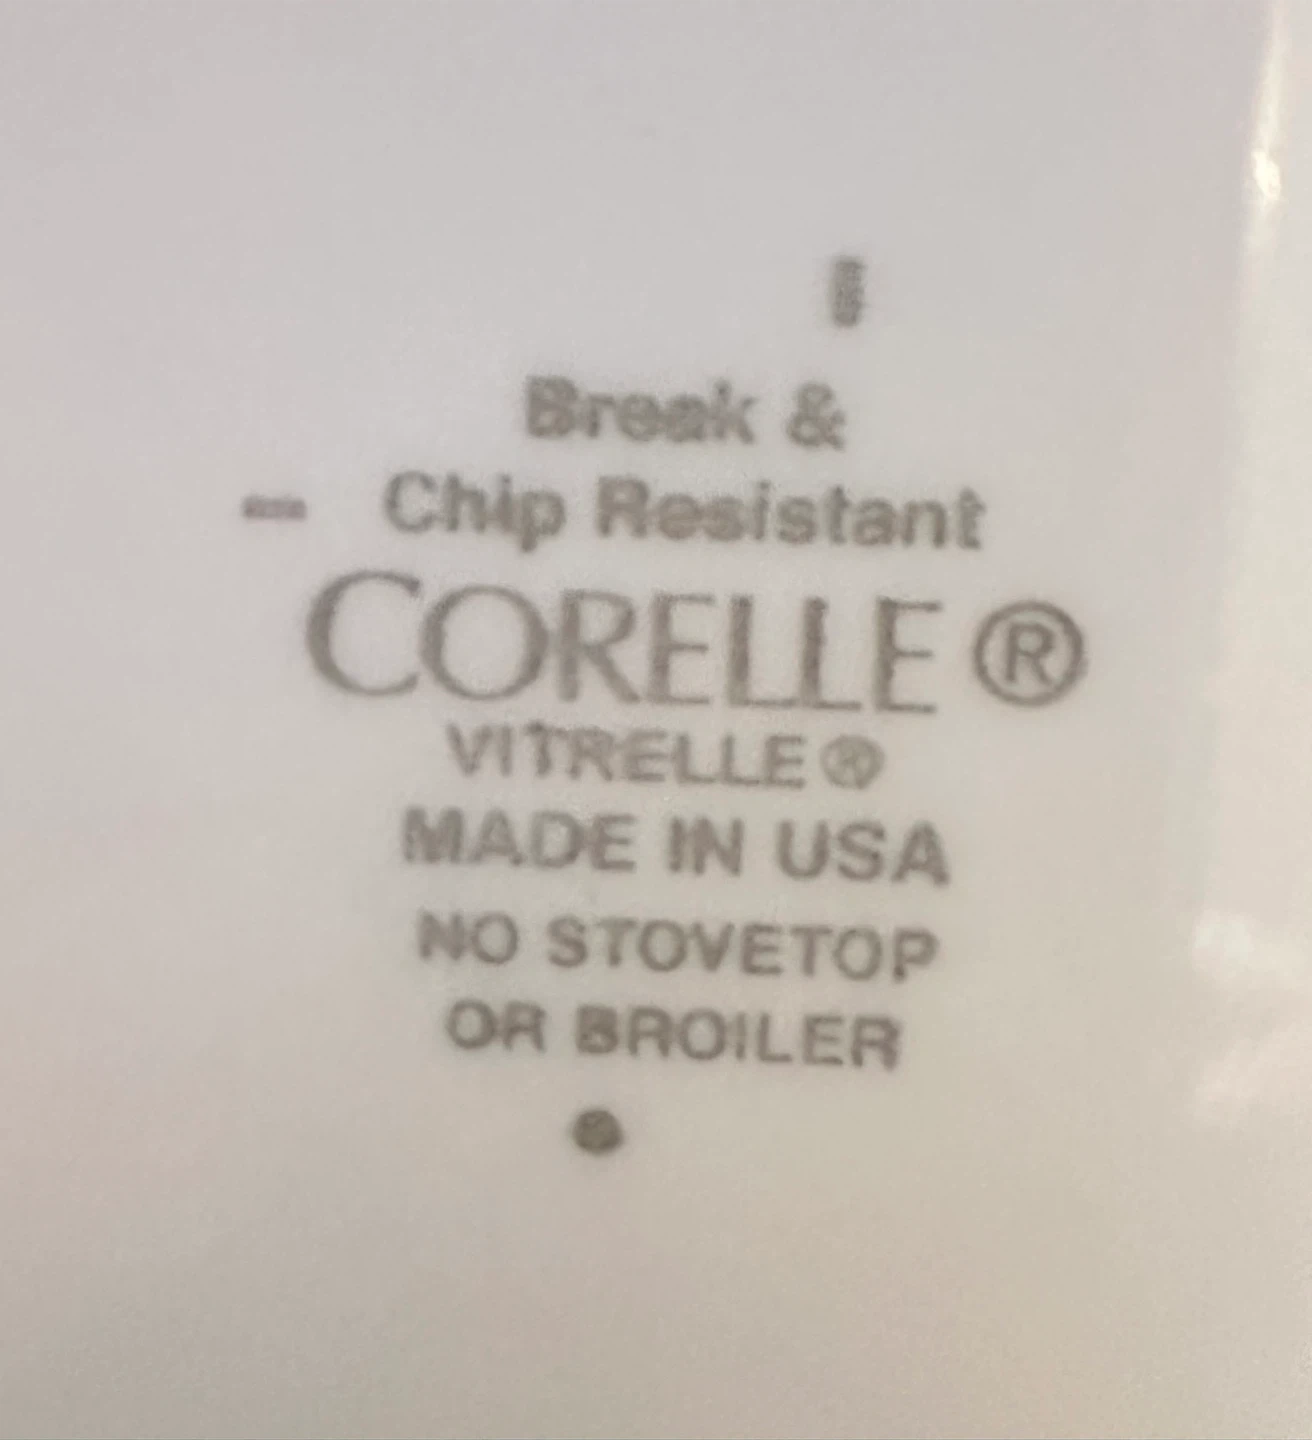 Break &
Chip Resistant
CORELLE®
VITRELLE®
MADE IN USA
NO STOVETOP
OR BROILER